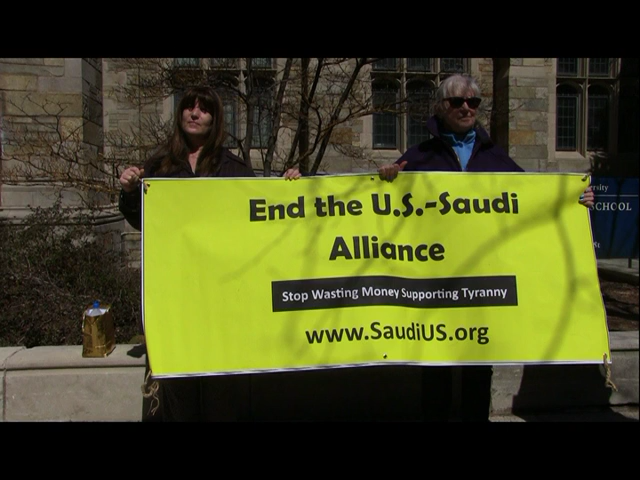 End the U.S.-Saudi
Alliance
Stop Wasting Money Supporting Tyranny
www.SaudiUS.org
SCHOOL